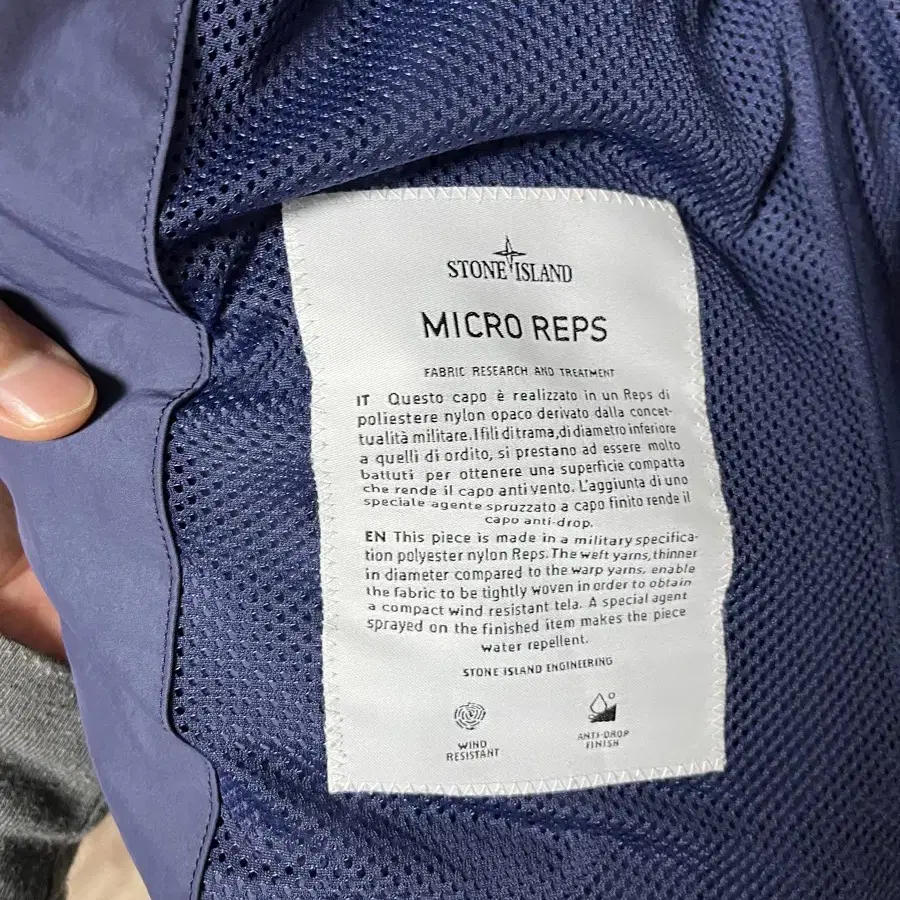 STONE ISLAND
MICRO REPS
FABRIC RESEARCH AND TREATMENT
IT Questo capo è realizzato in un Reps di
poliestere nylon opaco derivato dalla concet-
tualità militare. I fili di trama, di diametro inferiore
a quelli di ordito, si prestano ad essere molto
battuti per ottenere una superficie compatta
che rende il capo anti vento. L'aggiunta di uno
speciale agente spruzzato a capo finito rende il
capo anti-drop.
EN This piece is made in a military specifica-
tion polyester nylon Reps. The weft yarns, thinner
in diameter compared to the warp yarns, enable
the fabric to be tightly woven in order to obtain
a compact wind resistant tela. A special agent
sprayed on the finished item makes the piece
water repellent.
STONE ISLAND ENGINEERING
WIND
RESISTANT
ANTI-DROP
FINISH